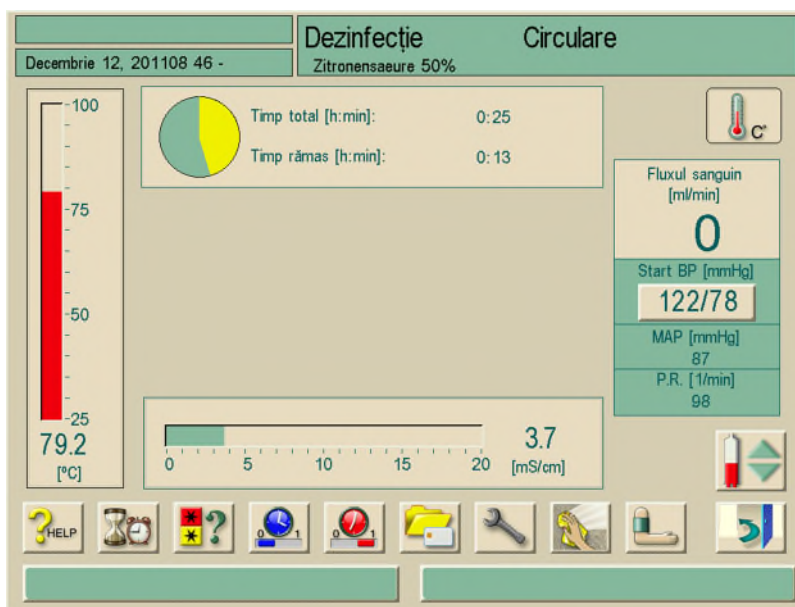 Dezinfecție Circulare
Decembrie 12, 201108 46 -
Zitronensaeure 50%
100
75
50
25
79.2
[ºC]
Timp total [h:min]: 0:25
Timp rămas [h:min]: 0:13
C°
Fluxul sanguin
[ml/min]
0
Start BP [mmHg]
122/78
MAP [mmHg]
87
P.R. [1/min]
98
3.7
0 5 10 15 20 [mS/cm]
?HELP
?
0 1
0 1